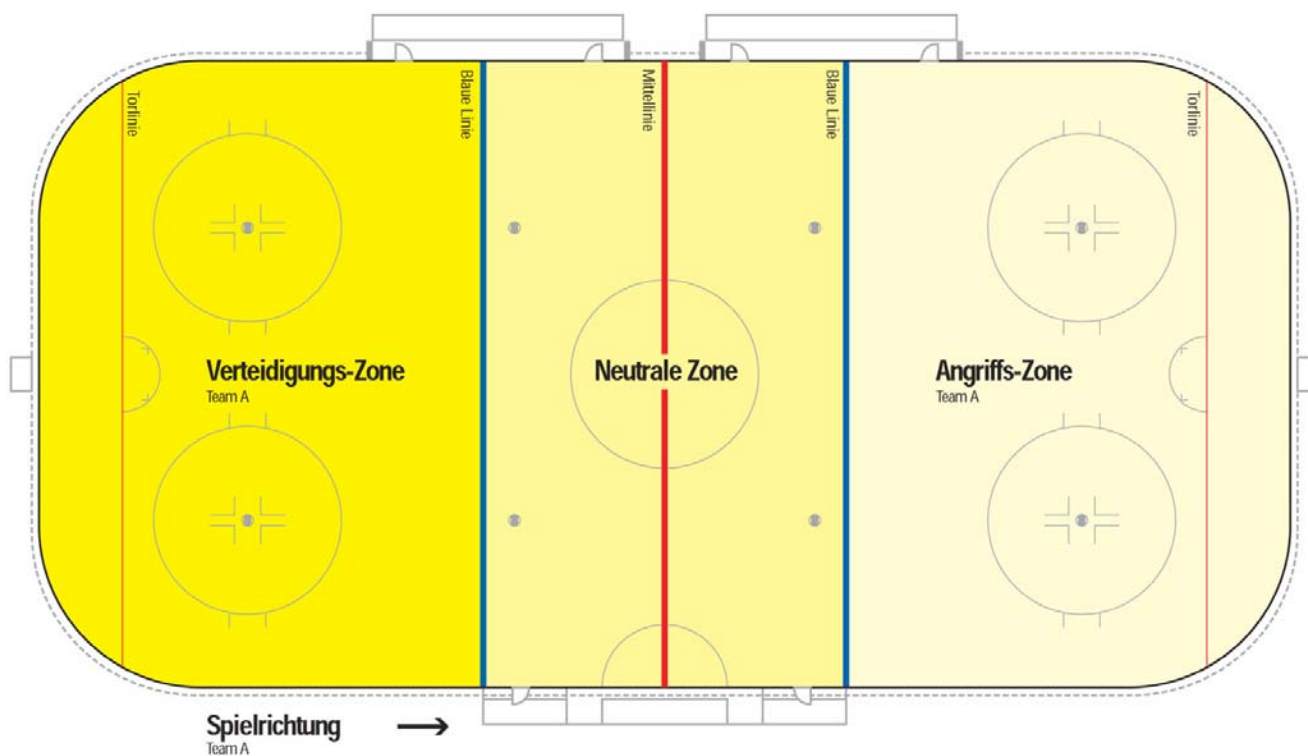 Torlinie
Blaue Linie
Mittellinie
Blaue Linie
Torlinie
Verteidigungs-Zone
Team A
Neutrale Zone
Angriffs-Zone
Team A
Spielrichtung
Team A